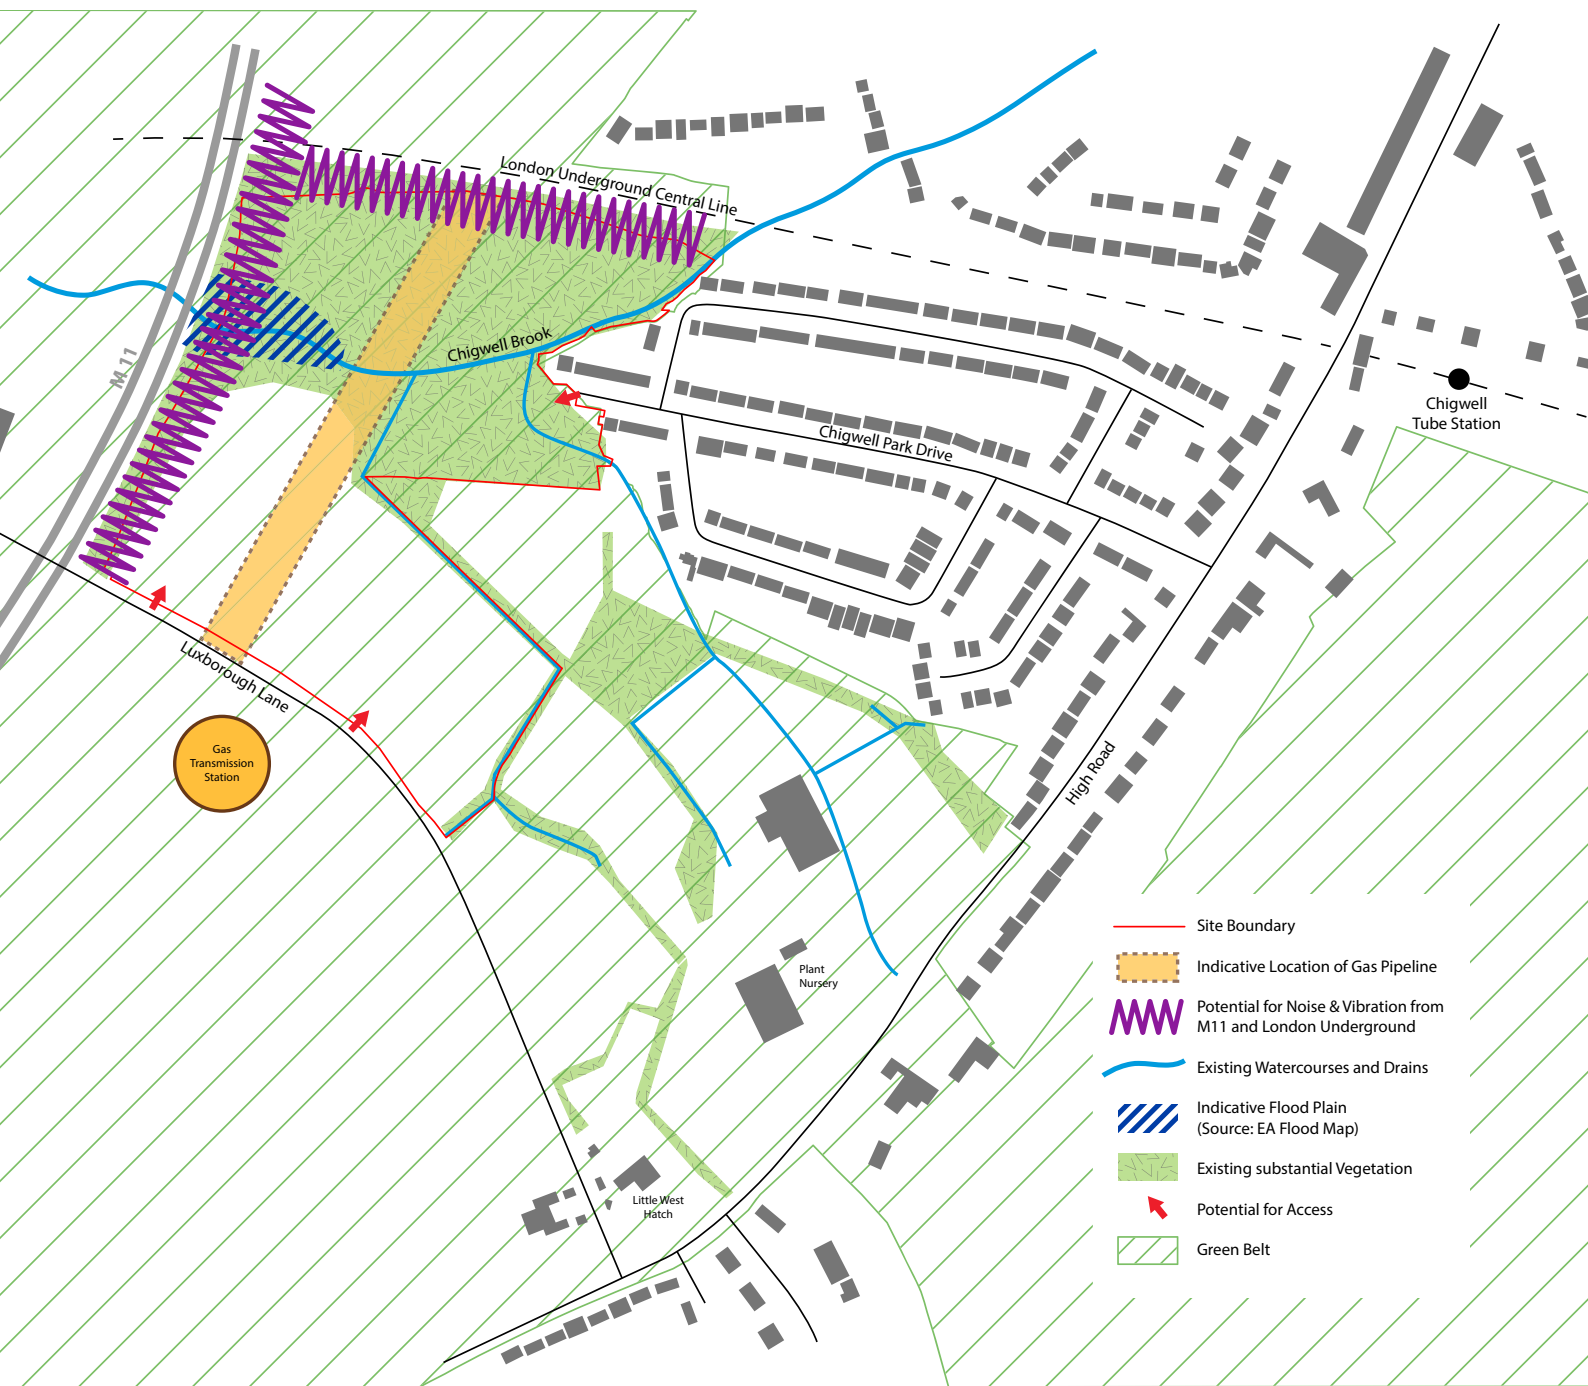 London Underground Central Line
M11
Chigwell Brook
Chigwell
Tube Station
Chigwell Park Drive
Luxborough Lane
Gas
Transmission
Station
High Road
Plant
Nursery
Little West
Hatch
Site Boundary
Indicative Location of Gas Pipeline
Potential for Noise & Vibration from
M11 and London Underground
Existing Watercourses and Drains
Indicative Flood Plain
(Source: EA Flood Map)
Existing substantial Vegetation
Potential for Access
Green Belt